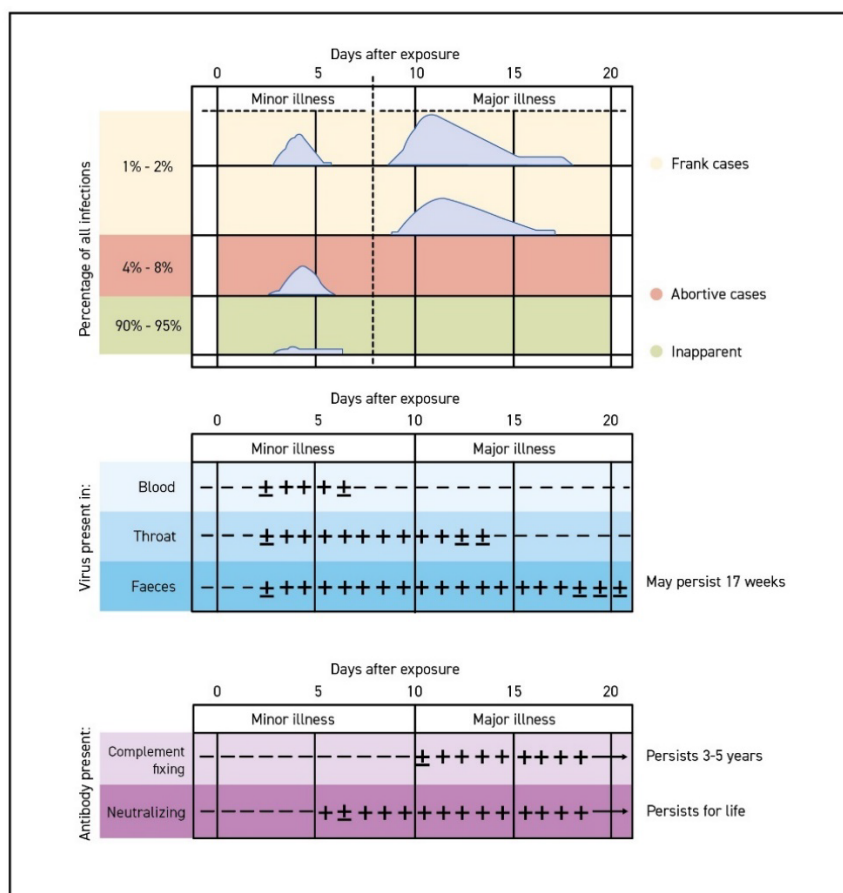 Days after exposure
0 5 10 15 20
Minor illness Major illness
Percentage of all infections
1% - 2%
Frank cases
4% - 8%
Abortive cases
90% - 95%
Inapparent
Days after exposure
0 5 10 15 20
Minor illness Major illness
Virus present in:
Blood – – – ± + + + ± – – – – – – – – – – – – – –
Throat – – – ± + + + + + + + + + ± ± – – – – – – –
Faeces – – – ± + + + + + + + + + + + + + + + ± ± ±
May persist 17 weeks
Days after exposure
0 5 10 15 20
Minor illness Major illness
Antibody present:
Complement
fixing – – – – – – – – – – – ± + + + + + + + +
Persists 3-5 years
Neutralizing – – – – – – + ± + + + + + + + + + + + +
Persists for life